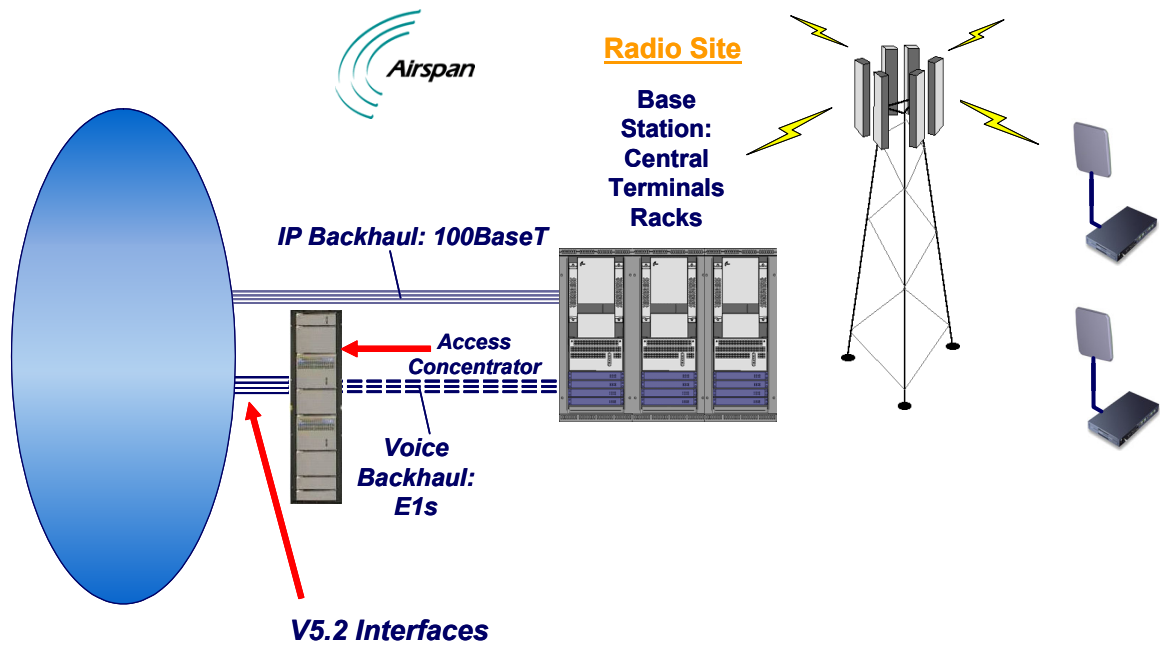 Airspan
Radio Site
Base
Station:
Central
Terminals
Racks
IP Backhaul: 100BaseT
Access
Concentrator
Voice
Backhaul:
E1s
V5.2 Interfaces